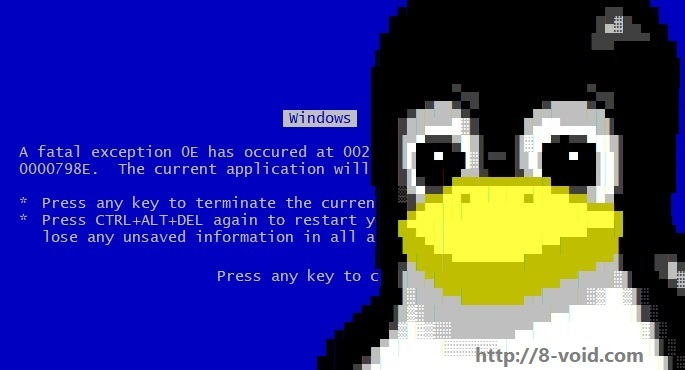 Windows
A fatal exception 0E has occured at 002
0000798E. The current application will
* Press any key to terminate the curren
* Press CTRL+ALT+DEL again to restart y
lose any unsaved information in all a
Press any key to c
http://8-void.com